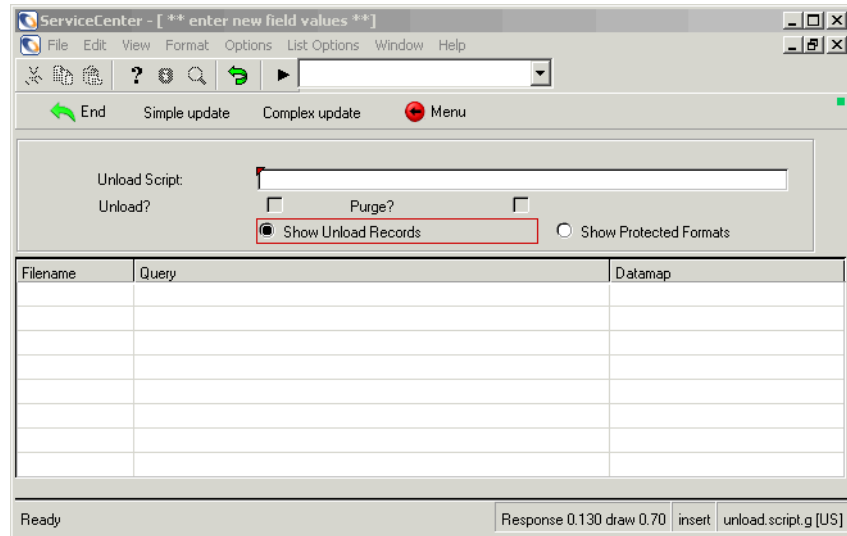 ServiceCenter - [ ** enter new field values **]
File Edit View Format Options List Options Window Help
End Simple update Complex update Menu
Unload Script:
Unload? Purge?
Show Unload Records Show Protected Formats
Filename Query Datamap
Ready Response 0.130 draw 0.70 insert unload.script.g [US]